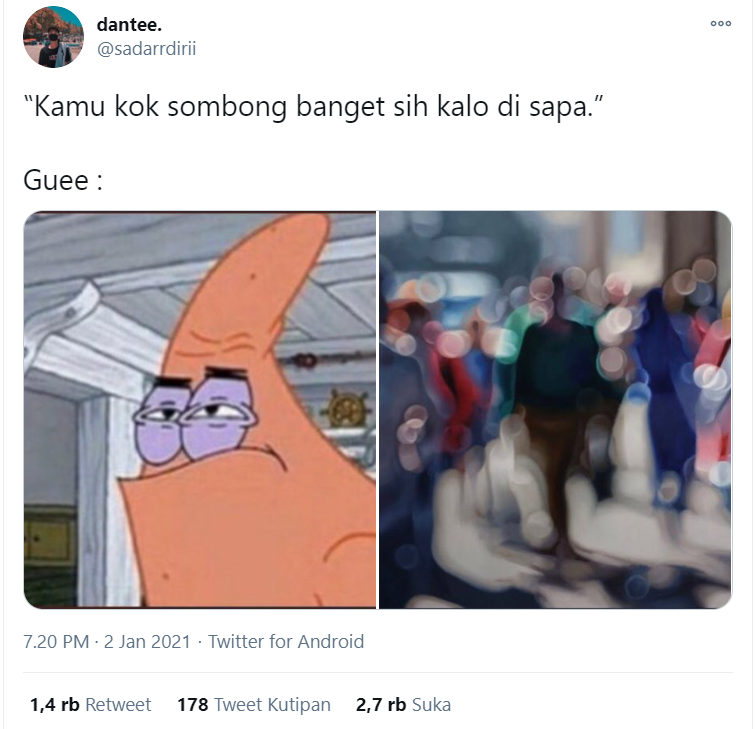 dantee.
@sadarrdirii
“Kamu kok sombong banget sih kalo di sapa.”
Guee :
7.20 PM · 2 Jan 2021 · Twitter for Android
1,4 rb Retweet 178 Tweet Kutipan 2,7 rb Suka